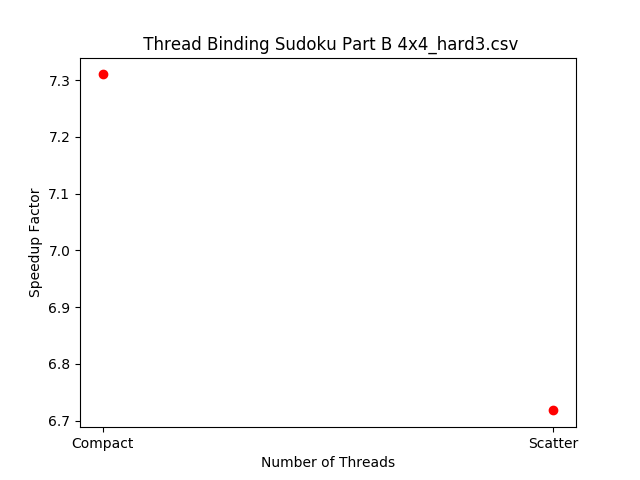 Thread Binding Sudoku Part B 4x4_hard3.csv
7.3
7.2
7.1
7.0
6.9
6.8
6.7
Speedup Factor
Compact
Scatter
Number of Threads